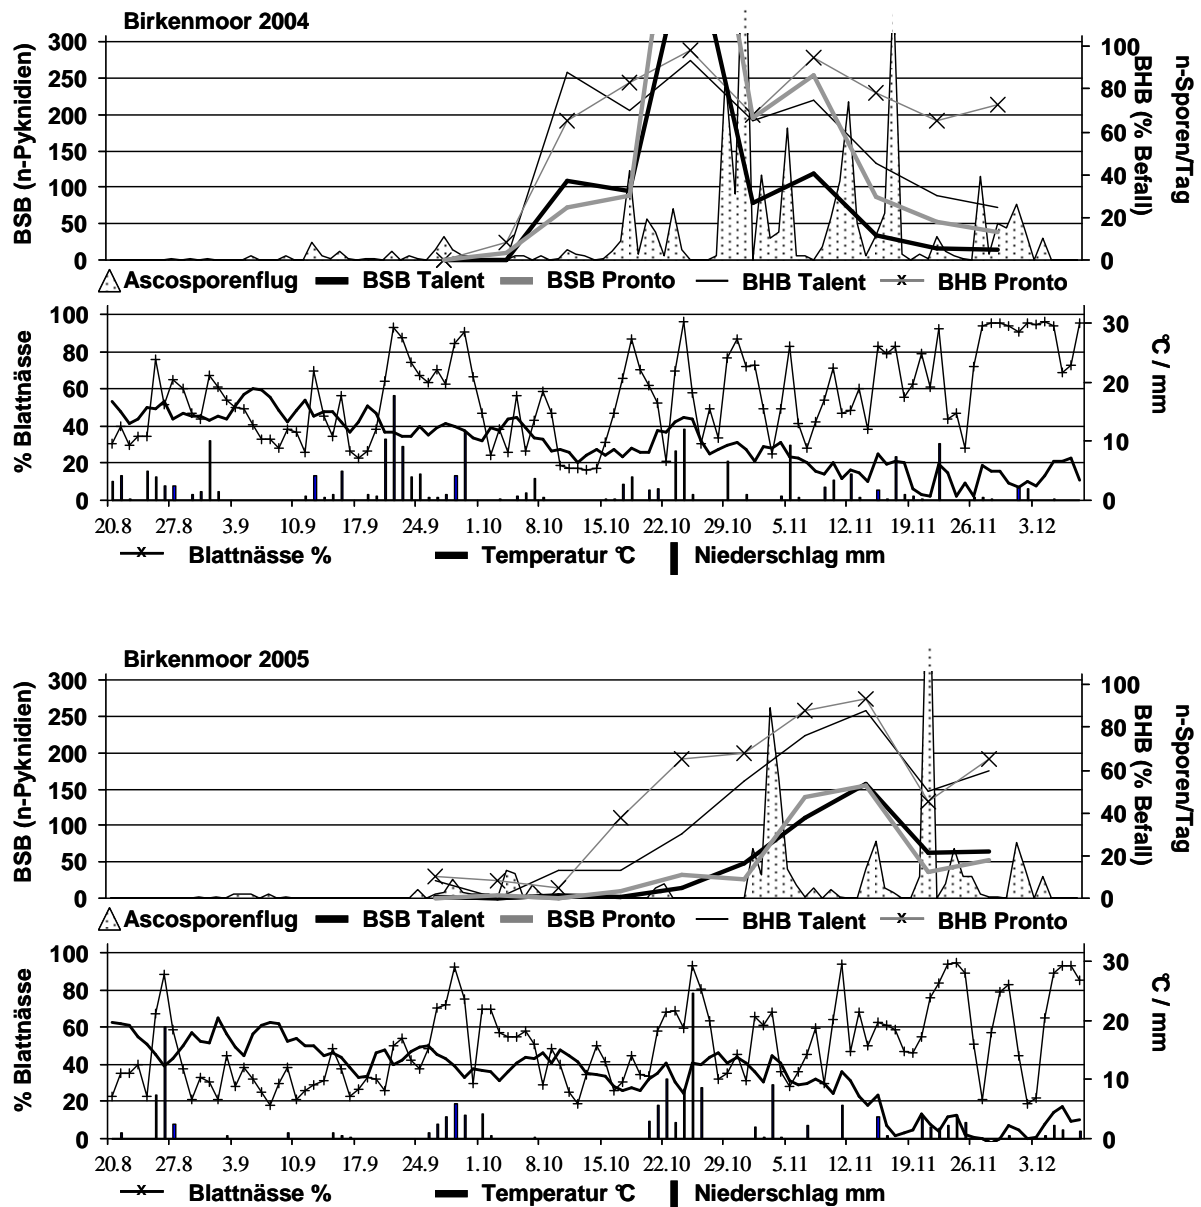 Birkenmoor 2004
BSB (n-Pyknidien)
300
250
200
150
100
50
0
100
80
60
40
20
0
BHB (% Befall)
n-Sporen/Tag
Ascosporenflug BSB Talent BSB Pronto BHB Talent BHB Pronto
% Blattnässe
100
80
60
40
20
0
30
20
10
0
°C / mm
20.8 27.8 3.9 10.9 17.9 24.9 1.10 8.10 15.10 22.10 29.10 5.11 12.11 19.11 26.11 3.12
Blattnässe % Temperatur °C Niederschlag mm
Birkenmoor 2005
BSB (n-Pyknidien)
300
250
200
150
100
50
0
100
80
60
40
20
0
BHB (% Befall)
n-Sporen/Tag
Ascosporenflug BSB Talent BSB Pronto BHB Talent BHB Pronto
% Blattnässe
100
80
60
40
20
0
30
20
10
0
°C / mm
20.8 27.8 3.9 10.9 17.9 24.9 1.10 8.10 15.10 22.10 29.10 5.11 12.11 19.11 26.11 3.12
Blattnässe % Temperatur °C Niederschlag mm